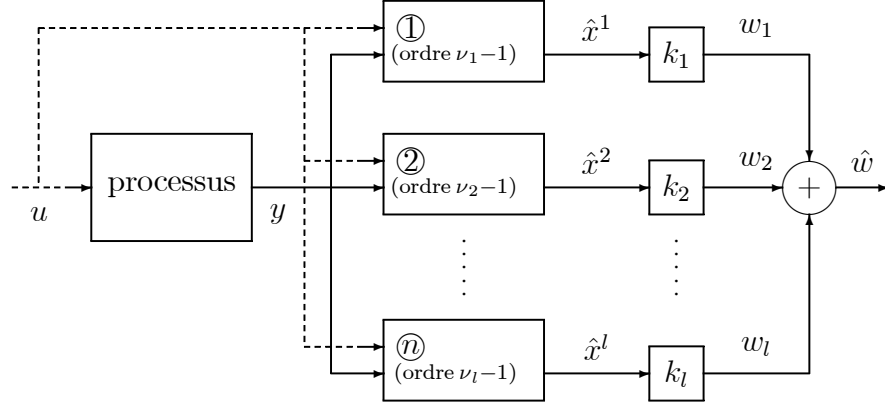 ① x̂¹ w₁
(ordre ν₁−1) k₁
processus ② x̂² w₂ ŵ
(ordre ν₂−1) k₂ +
u y
ⓝ x̂ˡ wₗ
(ordre νₗ−1) kₗ